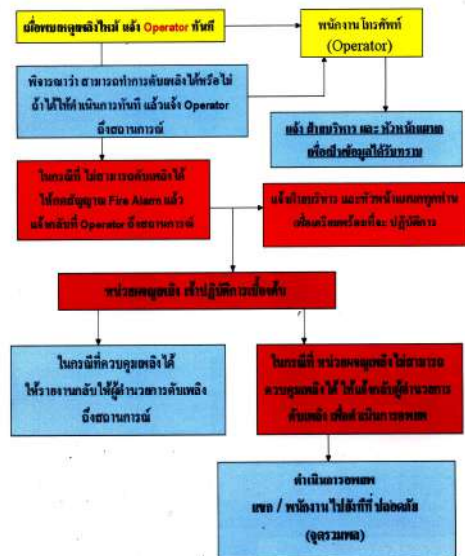 เมื่อพบเหตุเพลิงไหม้ แจ้ง Operator ทันที
พนักงานโทรศัพท์
(Operator)
พิจารณาว่า สามารถทำการดับเพลิงได้หรือไม่
ถ้าได้ให้ดำเนินการทันที แล้วแจ้ง Operator
ถึงสถานการณ์
แจ้ง ฝ่ายบริหาร และ หัวหน้าแผนก
เพื่อเป็นข้อมูลได้รับทราบ
ในกรณีที่ ไม่สามารถดับเพลิงได้
ให้กดสัญญาณ Fire Alarm แล้ว
แจ้งกลับที่ Operator ถึงสถานการณ์
แจ้งฝ่ายบริหาร และหัวหน้าแผนกทุกท่าน
เพื่อเตรียมพร้อมที่จะ ปฏิบัติการ
หน่วยผจญเพลิง เข้าปฏิบัติการเบื้องต้น
ในกรณีที่ควบคุมเพลิงได้
ให้รายงานกลับให้ผู้อำนวยการดับเพลิง
ถึงสถานการณ์
ในกรณีที่ หน่วยผจญเพลิงไม่สามารถ
ควบคุมเพลิงได้ ให้แจ้งกลับผู้อำนวยการ
ดับเพลิง เพื่อดำเนินการอพยพ
ดำเนินการอพยพ
แขก / พนักงาน ไปยังที่ที่ ปลอดภัย
(จุดรวมพล)